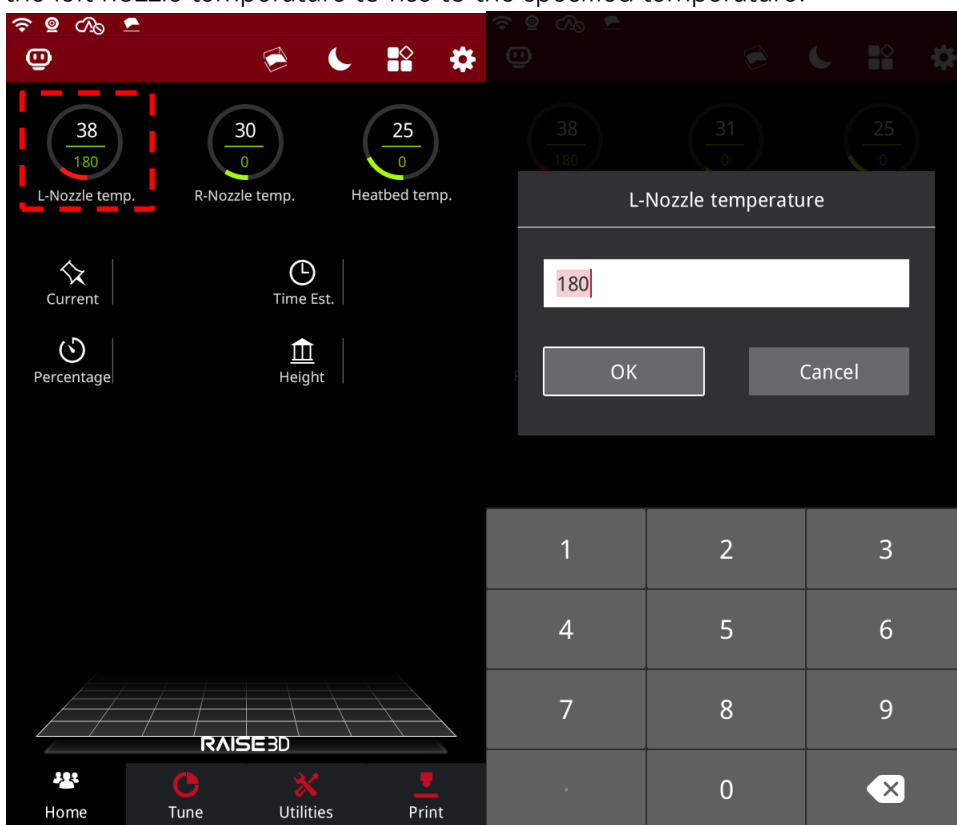 the left nozzle temperature to rise to the specified temperature.
38
180
L-Nozzle temp.
30
0
R-Nozzle temp.
25
0
Heatbed temp.
Current
Time Est.
Percentage
Height
RAISE3D
Home
Tune
Utilities
Print
38
180
31
0
25
0
L-Nozzle temperature
180
OK
Cancel
1
2
3
4
5
6
7
8
9
.
0